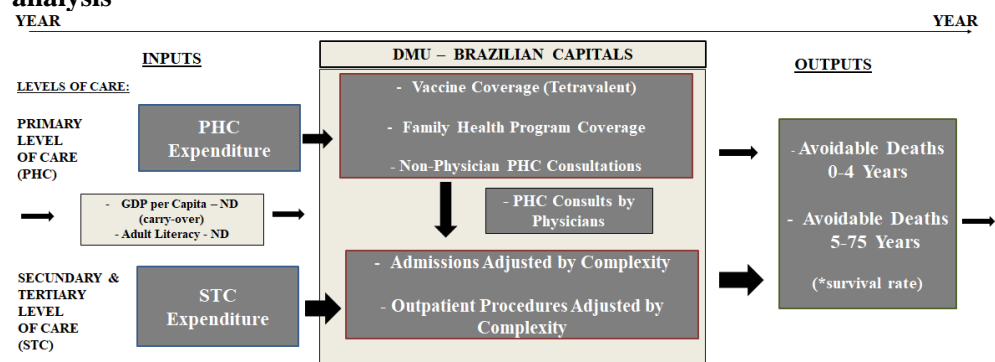 analysis
YEAR YEAR
DMU – BRAZILIAN CAPITALS
INPUTS
OUTPUTS
LEVELS OF CARE:
PRIMARY
LEVEL
OF CARE
(PHC)
PHC
Expenditure
- Vaccine Coverage (Tetravalent)
- Family Health Program Coverage
- Non-Physician PHC Consultations
- PHC Consults by
Physicians
- GDP per Capita – ND
(carry-over)
- Adult Literacy - ND
SECUNDARY &
TERTIARY
LEVEL
OF CARE
(STC)
STC
Expenditure
- Admissions Adjusted by Complexity
- Outpatient Procedures Adjusted by
Complexity
- Avoidable Deaths
0-4 Years
- Avoidable Deaths
5-75 Years
(*survival rate)